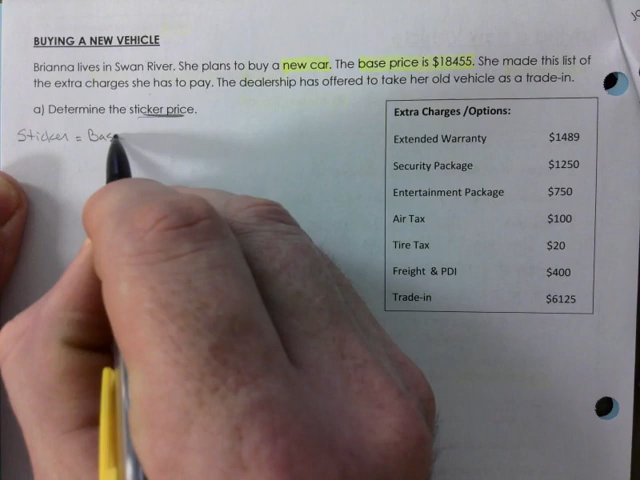 BUYING A NEW VEHICLE
Brianna lives in Swan River. She plans to buy a new car. The base price is $18455. She made this list of
the extra charges she has to pay. The dealership has offered to take her old vehicle as a trade-in.
a) Determine the sticker price.
Sticker = Bas
Extra Charges /Options:
Extended Warranty $1489
Security Package $1250
Entertainment Package $750
Air Tax $100
Tire Tax $20
Freight & PDI $400
Trade-in $6125